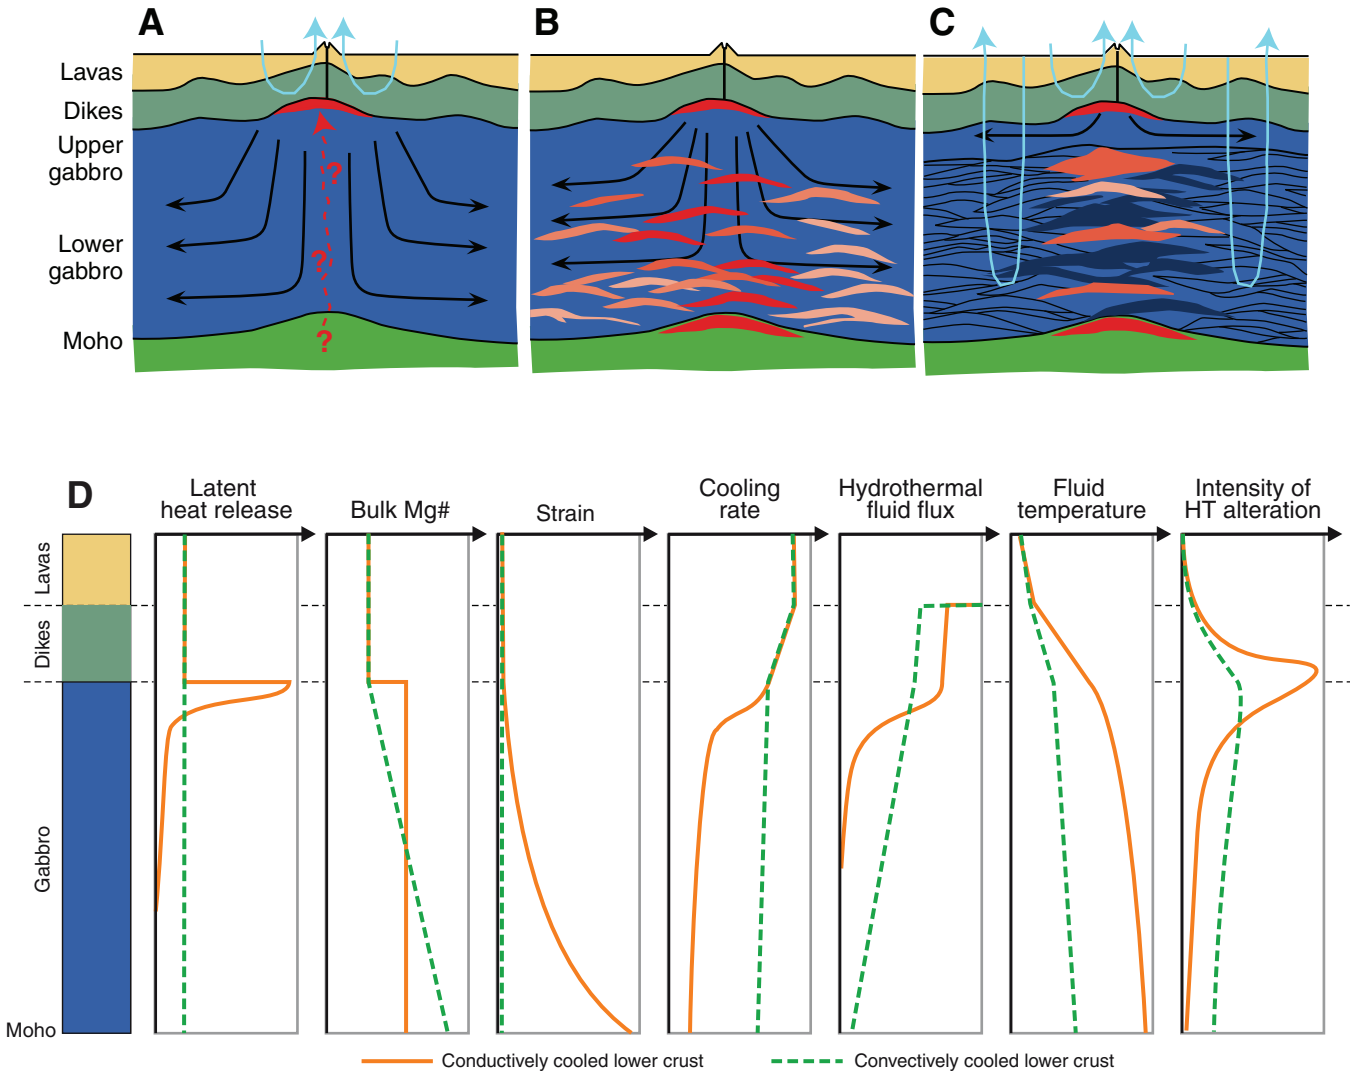 A
B
C
Lavas
Dikes
Upper
gabbro
Lower
gabbro
Moho
?
?
?
D
Latent
heat release
Bulk Mg#
Strain
Cooling
rate
Hydrothermal
fluid flux
Fluid
temperature
Intensity of
HT alteration
Lavas
Dikes
Gabbro
Moho
Conductively cooled lower crust
Convectively cooled lower crust